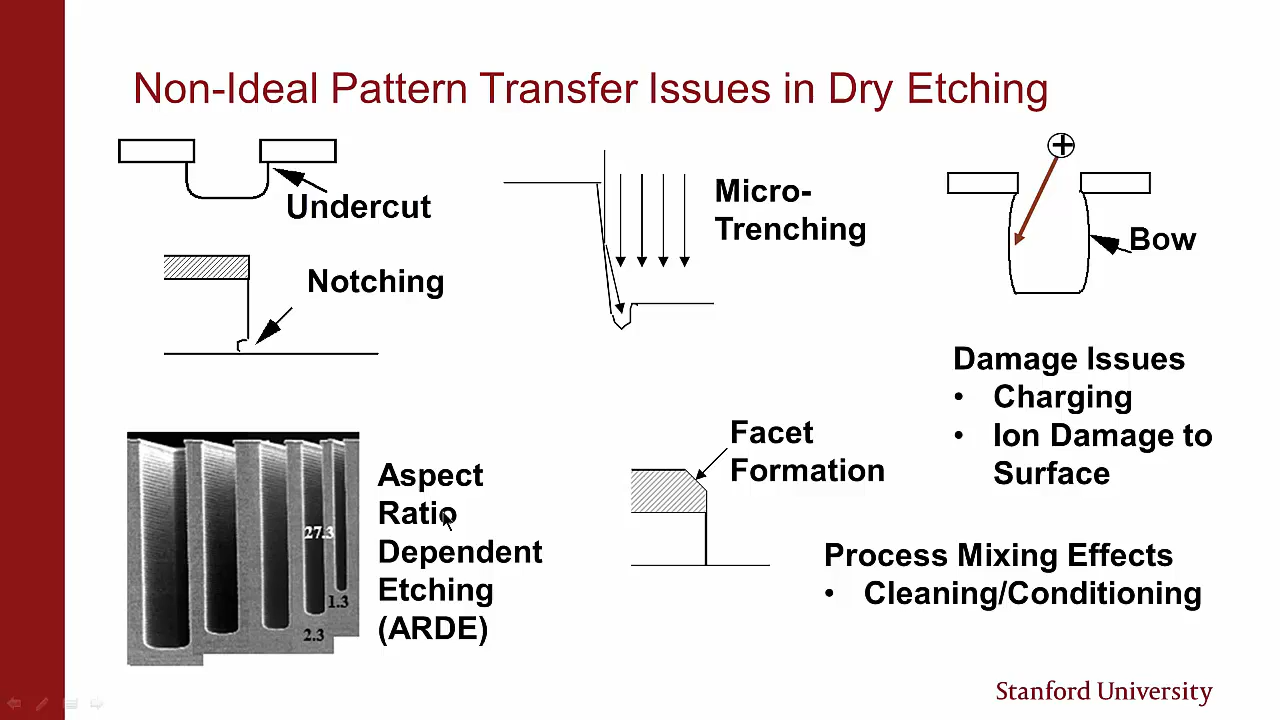 Non-Ideal Pattern Transfer Issues in Dry Etching
Undercut
Notching
Micro-
Trenching
Bow
Damage Issues
• Charging
• Ion Damage to
Surface
27.3
1.3
2.3
Aspect
Ratio
Dependent
Etching
(ARDE)
Facet
Formation
Process Mixing Effects
• Cleaning/Conditioning
Stanford University